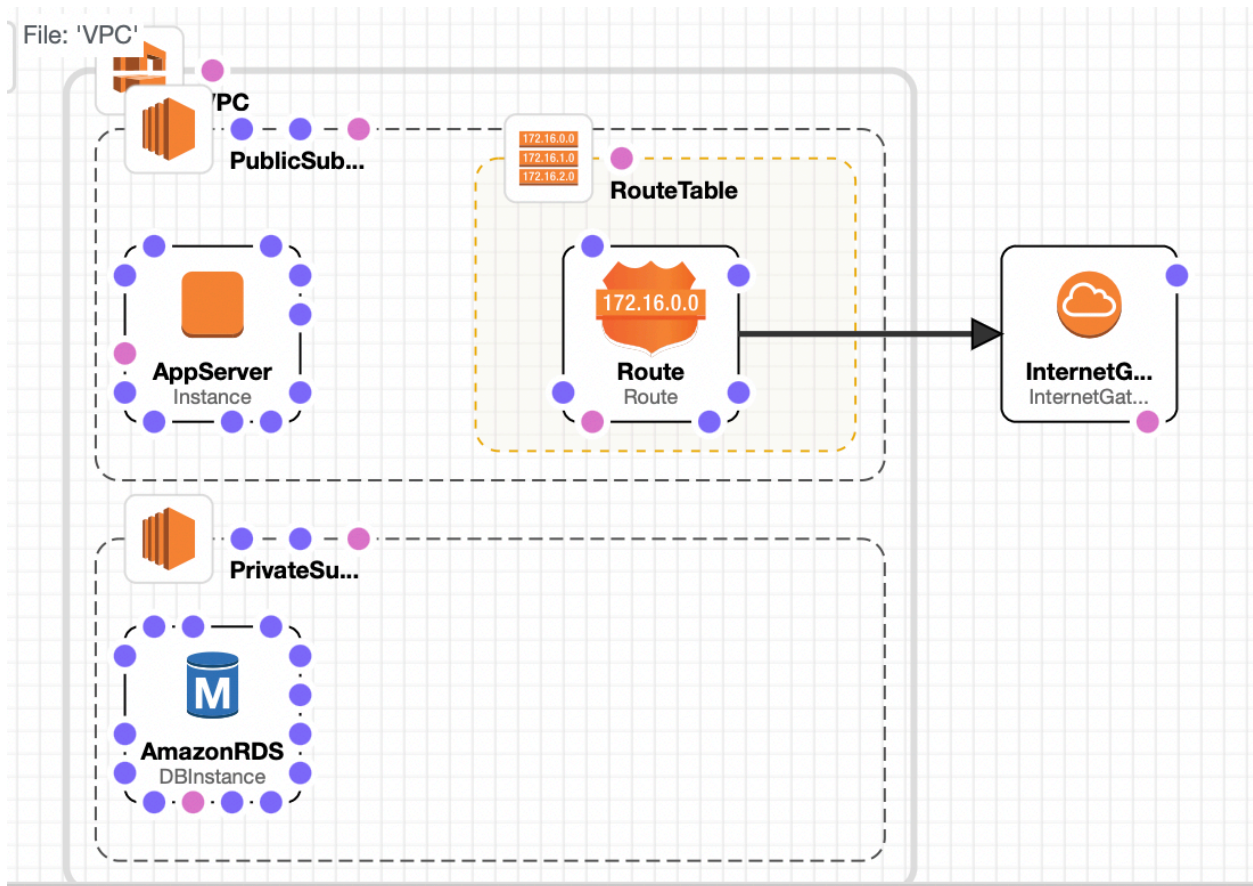 File: 'VPC'
VPC
PublicSub...
172.16.0.0
172.16.1.0
172.16.2.0
RouteTable
AppServer
Instance
172.16.0.0
Route
Route
InternetG...
InternetGat...
PrivateSu...
M
AmazonRDS
DBInstance